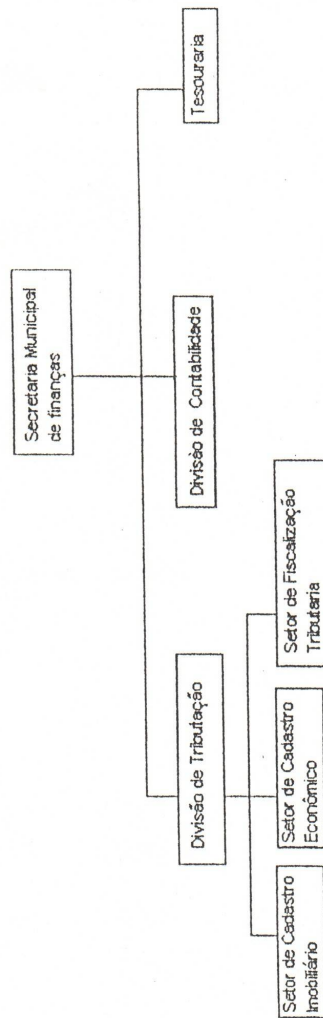 Secretaria Municipal
de finanças
Divisão de Tributação
Divisão de Contabilidade
Tesouraria
Setor de Cadastro
Imobiliário
Setor de Cadastro
Econômico
Setor de Fiscalização
Tributaria